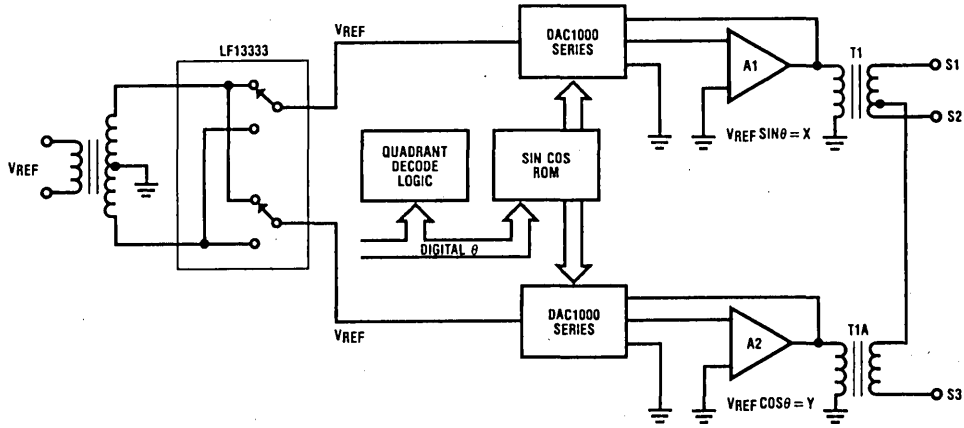 LF13333
VREF
DAC1000
SERIES
A1
T1
S1
S2
VREF SINθ = X
VREF
QUADRANT
DECODE
LOGIC
SIN COS
ROM
DIGITAL θ
VREF
DAC1000
SERIES
A2
T1A
S3
VREF COSθ = Y